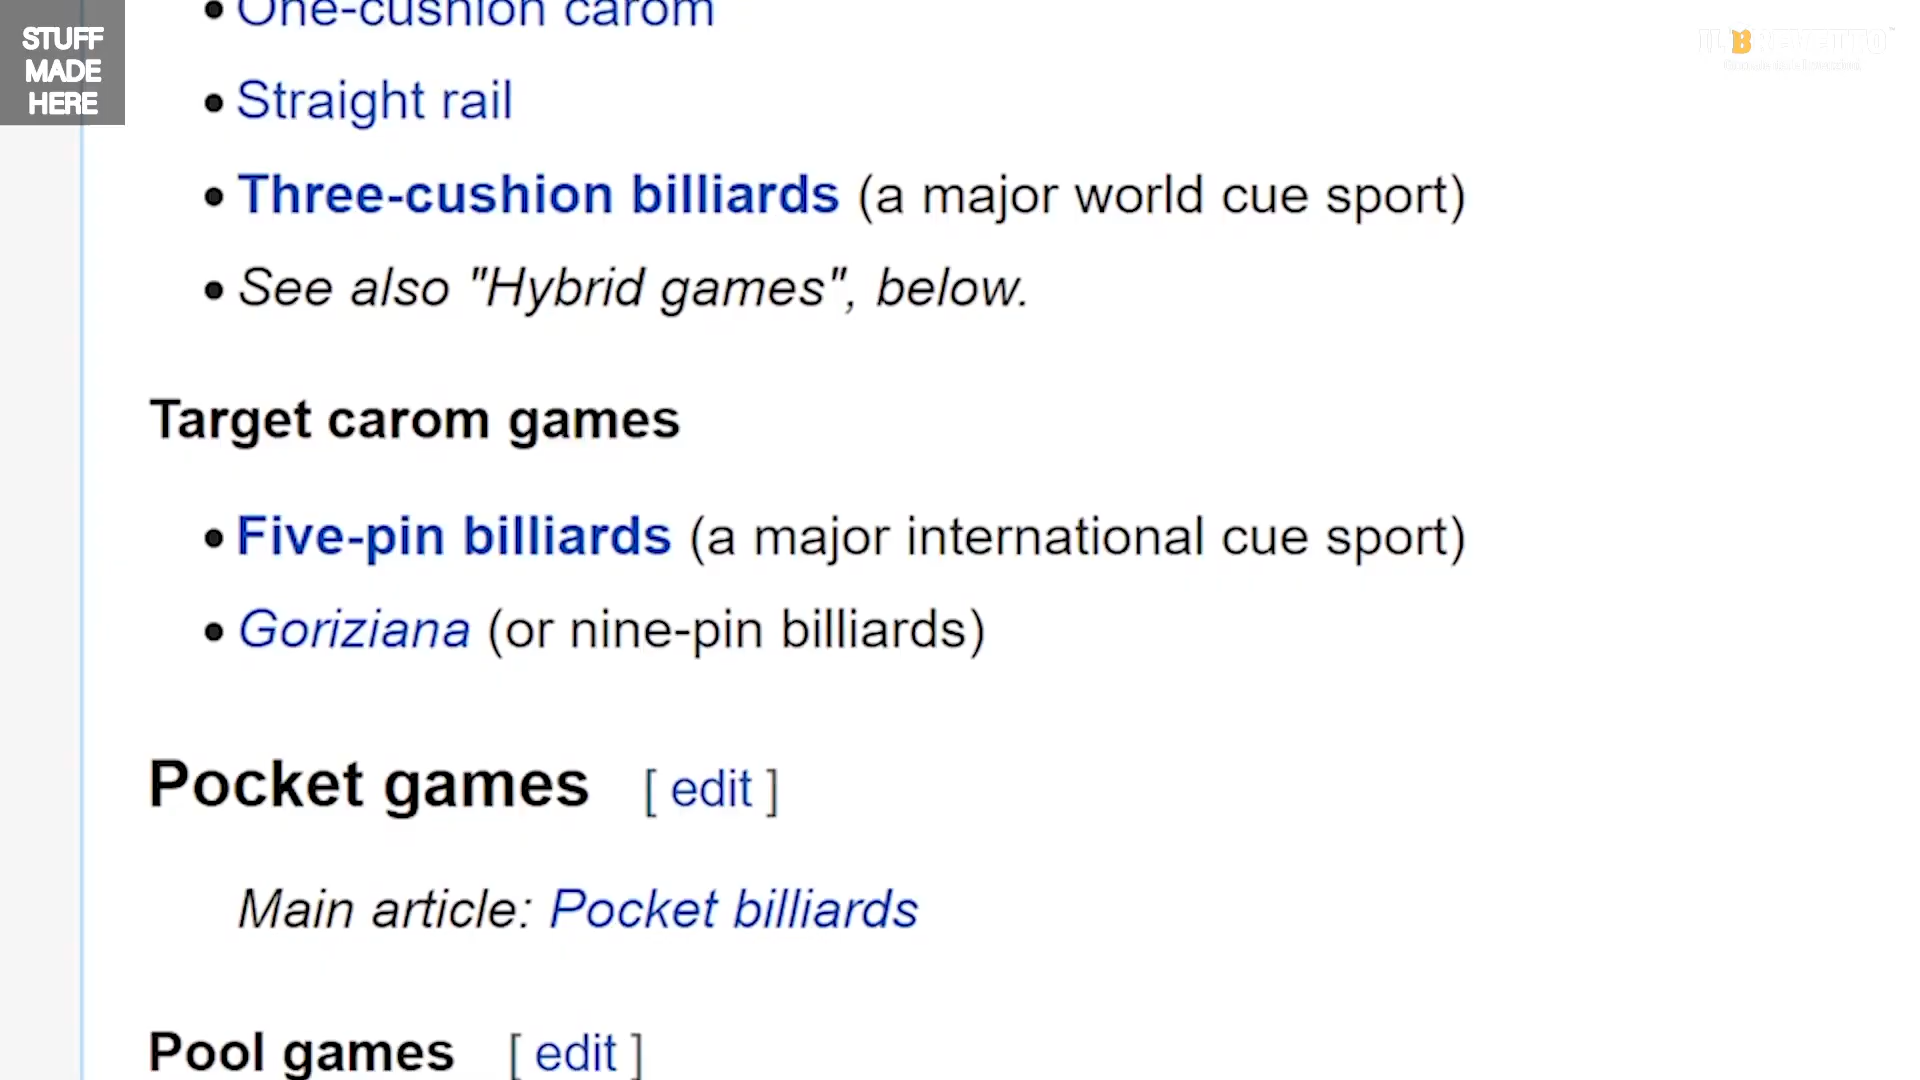 STUFF
MADE
HERE
One-cushion carom
Straight rail
Three-cushion billiards (a major world cue sport)
See also "Hybrid games", below.
Target carom games
Five-pin billiards (a major international cue sport)
Goriziana (or nine-pin billiards)
Pocket games [ edit ]
Main article: Pocket billiards
Pool games [ edit ]